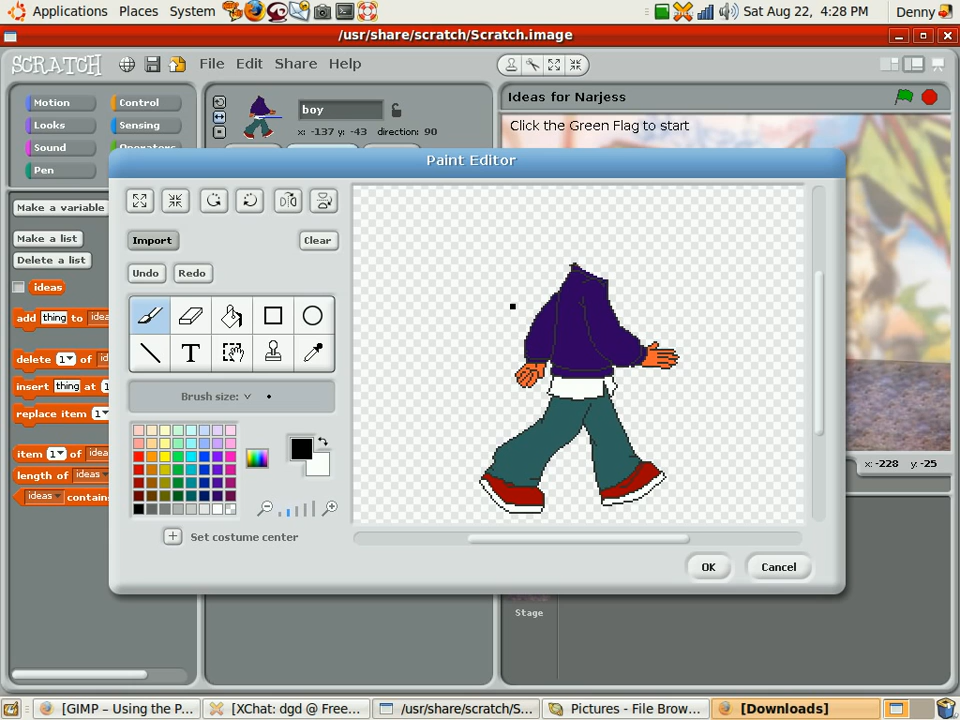 Applications Places System
Sat Aug 22, 4:28 PM
Denny
/usr/share/scratch/Scratch.image
SCRATCH
File Edit Share Help
Motion
Control
Looks
Sensing
Sound
Operators
Pen
boy
x: -137 y: -43 direction: 90
Ideas for Narjess
Click the Green Flag to start
Make a variable
Make a list
Delete a list
ideas
add thing to idea
delete 1 of id
insert thing at 1
replace item 1
item 1 of idea
length of ideas
ideas contains
Paint Editor
Import
Clear
Undo Redo
T
Brush size:
Set costume center
OK
Cancel
x: -228 y: -25
Stage
[GIMP – Using the P...
[XChat: dgd @ Free...
/usr/share/scratch/S...
Pictures - File Brow...
[Downloads]